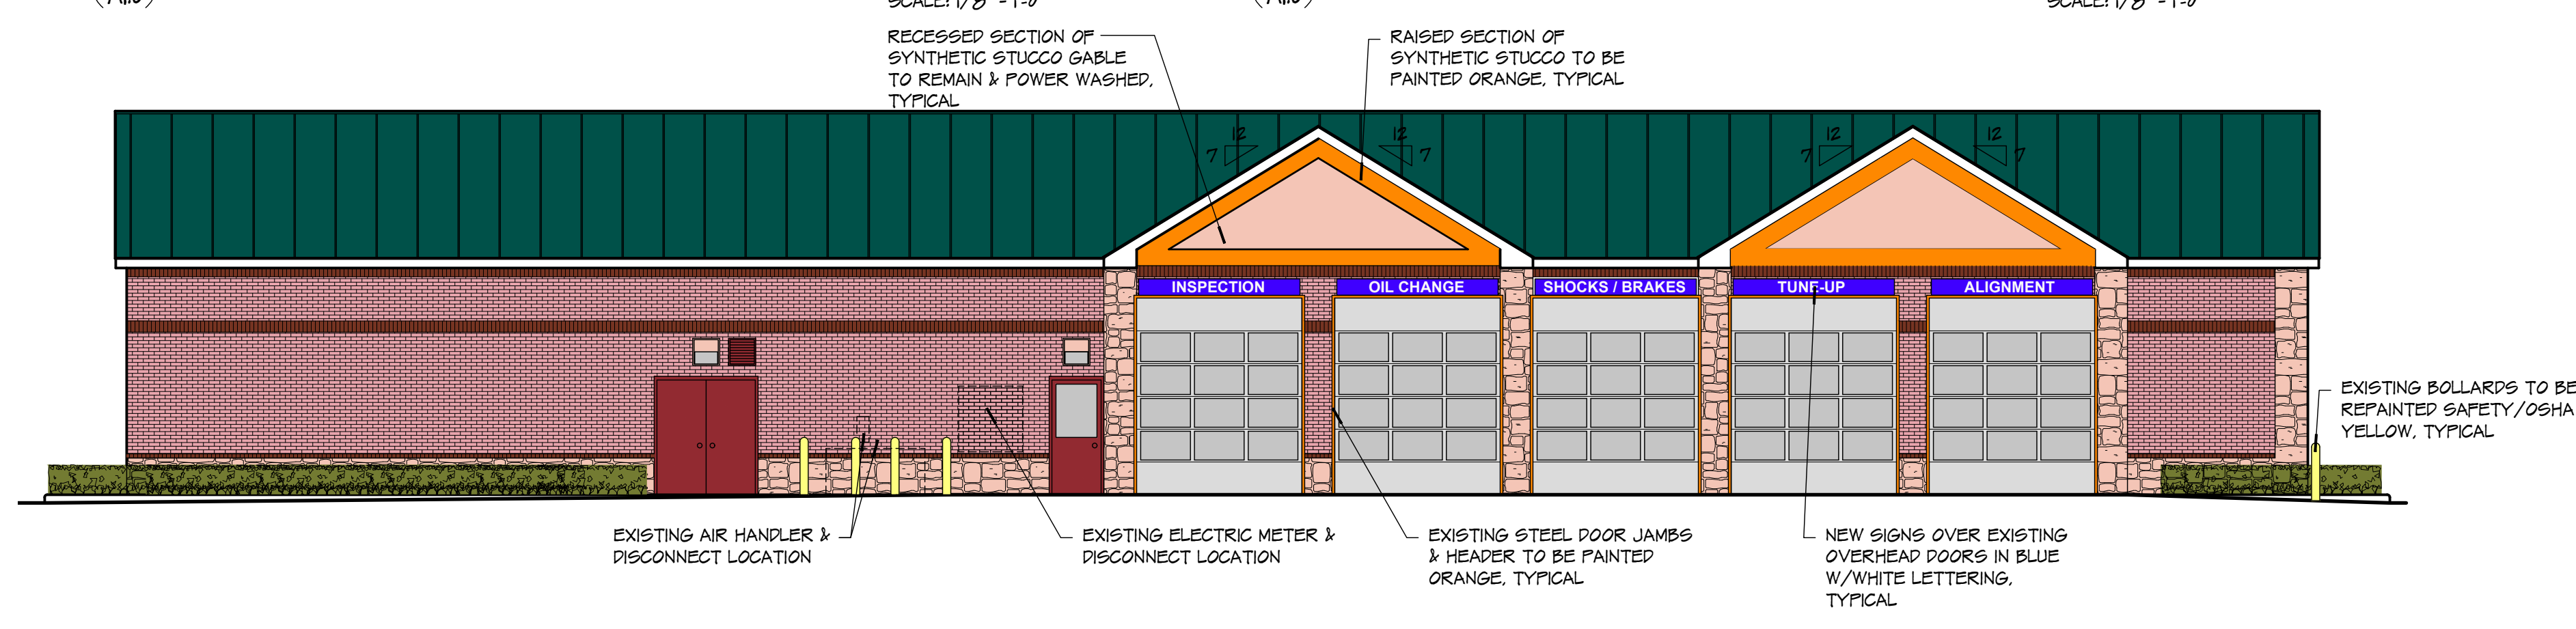 RECESSED SECTION OF
SYNTHETIC STUCCO GABLE
TO REMAIN & POWER WASHED,
TYPICAL
RAISED SECTION OF
SYNTHETIC STUCCO TO BE
PAINTED ORANGE, TYPICAL
12
7
12
7
12
7
12
7
INSPECTION
OIL CHANGE
SHOCKS / BRAKES
TUNE-UP
ALIGNMENT
EXISTING BOLLARDS TO BE
REPAINTED SAFETY/OSHA
YELLOW, TYPICAL
EXISTING AIR HANDLER &
DISCONNECT LOCATION
EXISTING ELECTRIC METER &
DISCONNECT LOCATION
EXISTING STEEL DOOR JAMBS
& HEADER TO BE PAINTED
ORANGE, TYPICAL
NEW SIGNS OVER EXISTING
OVERHEAD DOORS IN BLUE
W/WHITE LETTERING,
TYPICAL